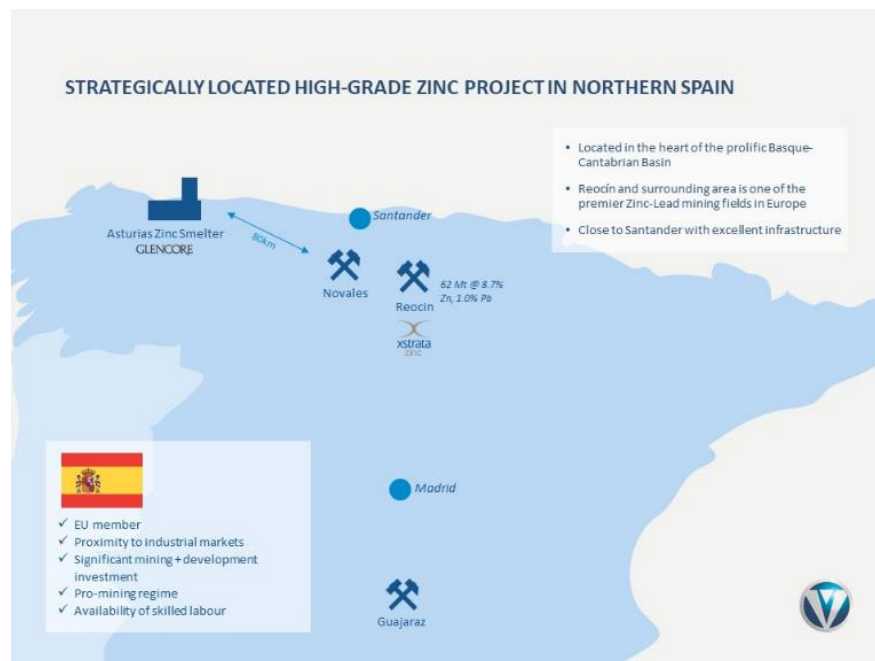 STRATEGICALLY LOCATED HIGH-GRADE ZINC PROJECT IN NORTHERN SPAIN
• Located in the heart of the prolific Basque-
Cantabrian Basin
• Reocín and surrounding area is one of the
premier Zinc-Lead mining fields in Europe
• Close to Santander with excellent infrastructure
Asturias Zinc Smelter
GLENCORE
80km
Santander
Novales
Reocin
62 Mt @ 8.7%
Zn, 1.0% Pb
xstrata
zinc
Madrid
✓ EU member
✓ Proximity to industrial markets
✓ Significant mining + development
investment
✓ Pro-mining regime
✓ Availability of skilled labour
Guajaraz
V